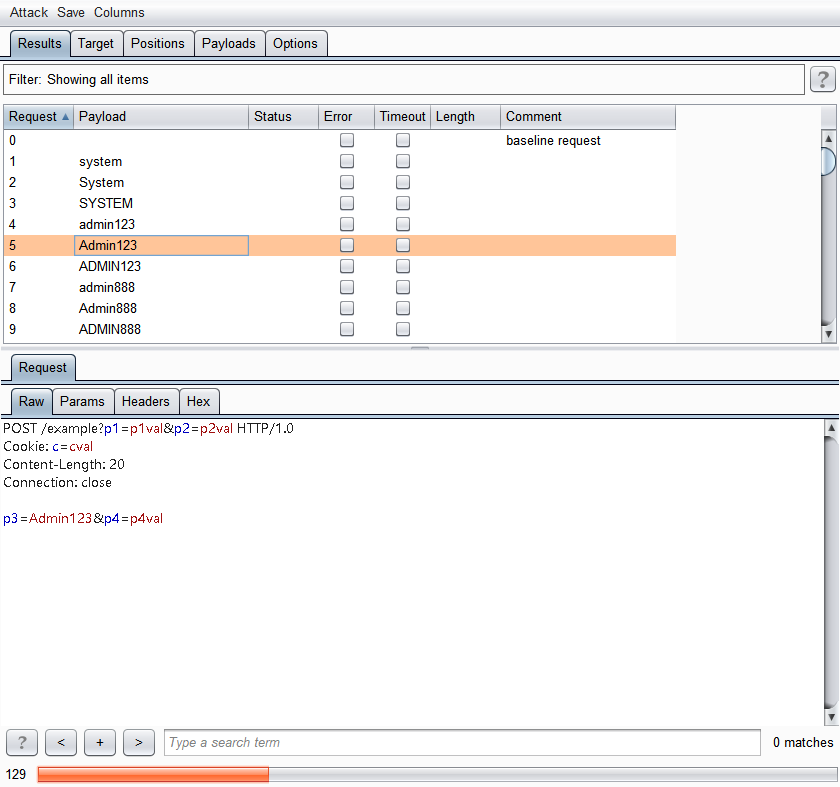 Attack Save Columns
Results Target Positions Payloads Options
Filter: Showing all items ?
Request Payload Status Error Timeout Length Comment
0 baseline request
1 system
2 System
3 SYSTEM
4 admin123
5 Admin123
6 ADMIN123
7 admin888
8 Admin888
9 ADMIN888
Request
Raw Params Headers Hex
POST /example?p1=p1val&p2=p2val HTTP/1.0
Cookie: c=cval
Content-Length: 20
Connection: close
p3=Admin123&p4=p4val
? < + > Type a search term 0 matches
129